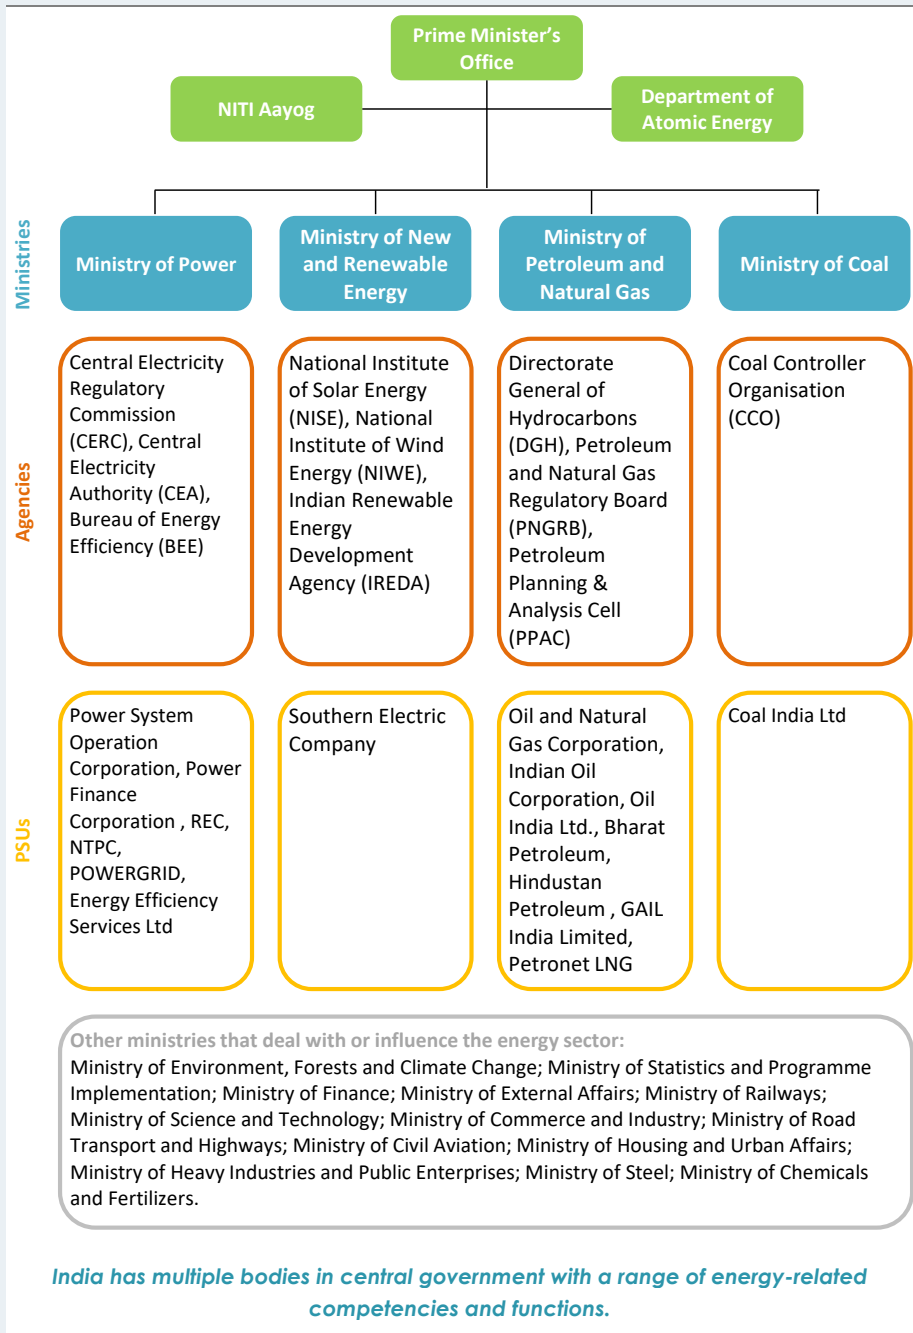 Prime Minister's
Office
NITI Aayog
Department of
Atomic Energy
Ministries
Ministry of Power
Ministry of New
and Renewable
Energy
Ministry of
Petroleum and
Natural Gas
Ministry of Coal
Agencies
Central Electricity
Regulatory
Commission
(CERC), Central
Electricity
Authority (CEA),
Bureau of Energy
Efficiency (BEE)
National Institute
of Solar Energy
(NISE), National
Institute of Wind
Energy (NIWE),
Indian Renewable
Energy
Development
Agency (IREDA)
Directorate
General of
Hydrocarbons
(DGH), Petroleum
and Natural Gas
Regulatory Board
(PNGRB),
Petroleum
Planning &
Analysis Cell
(PPAC)
Coal Controller
Organisation
(CCO)
PSUs
Power System
Operation
Corporation, Power
Finance
Corporation , REC,
NTPC,
POWERGRID,
Energy Efficiency
Services Ltd
Southern Electric
Company
Oil and Natural
Gas Corporation,
Indian Oil
Corporation, Oil
India Ltd., Bharat
Petroleum,
Hindustan
Petroleum , GAIL
India Limited,
Petronet LNG
Coal India Ltd
Other ministries that deal with or influence the energy sector:
Ministry of Environment, Forests and Climate Change; Ministry of Statistics and Programme
Implementation; Ministry of Finance; Ministry of External Affairs; Ministry of Railways;
Ministry of Science and Technology; Ministry of Commerce and Industry; Ministry of Road
Transport and Highways; Ministry of Civil Aviation; Ministry of Housing and Urban Affairs;
Ministry of Heavy Industries and Public Enterprises; Ministry of Steel; Ministry of Chemicals
and Fertilizers.
India has multiple bodies in central government with a range of energy-related
competencies and functions.